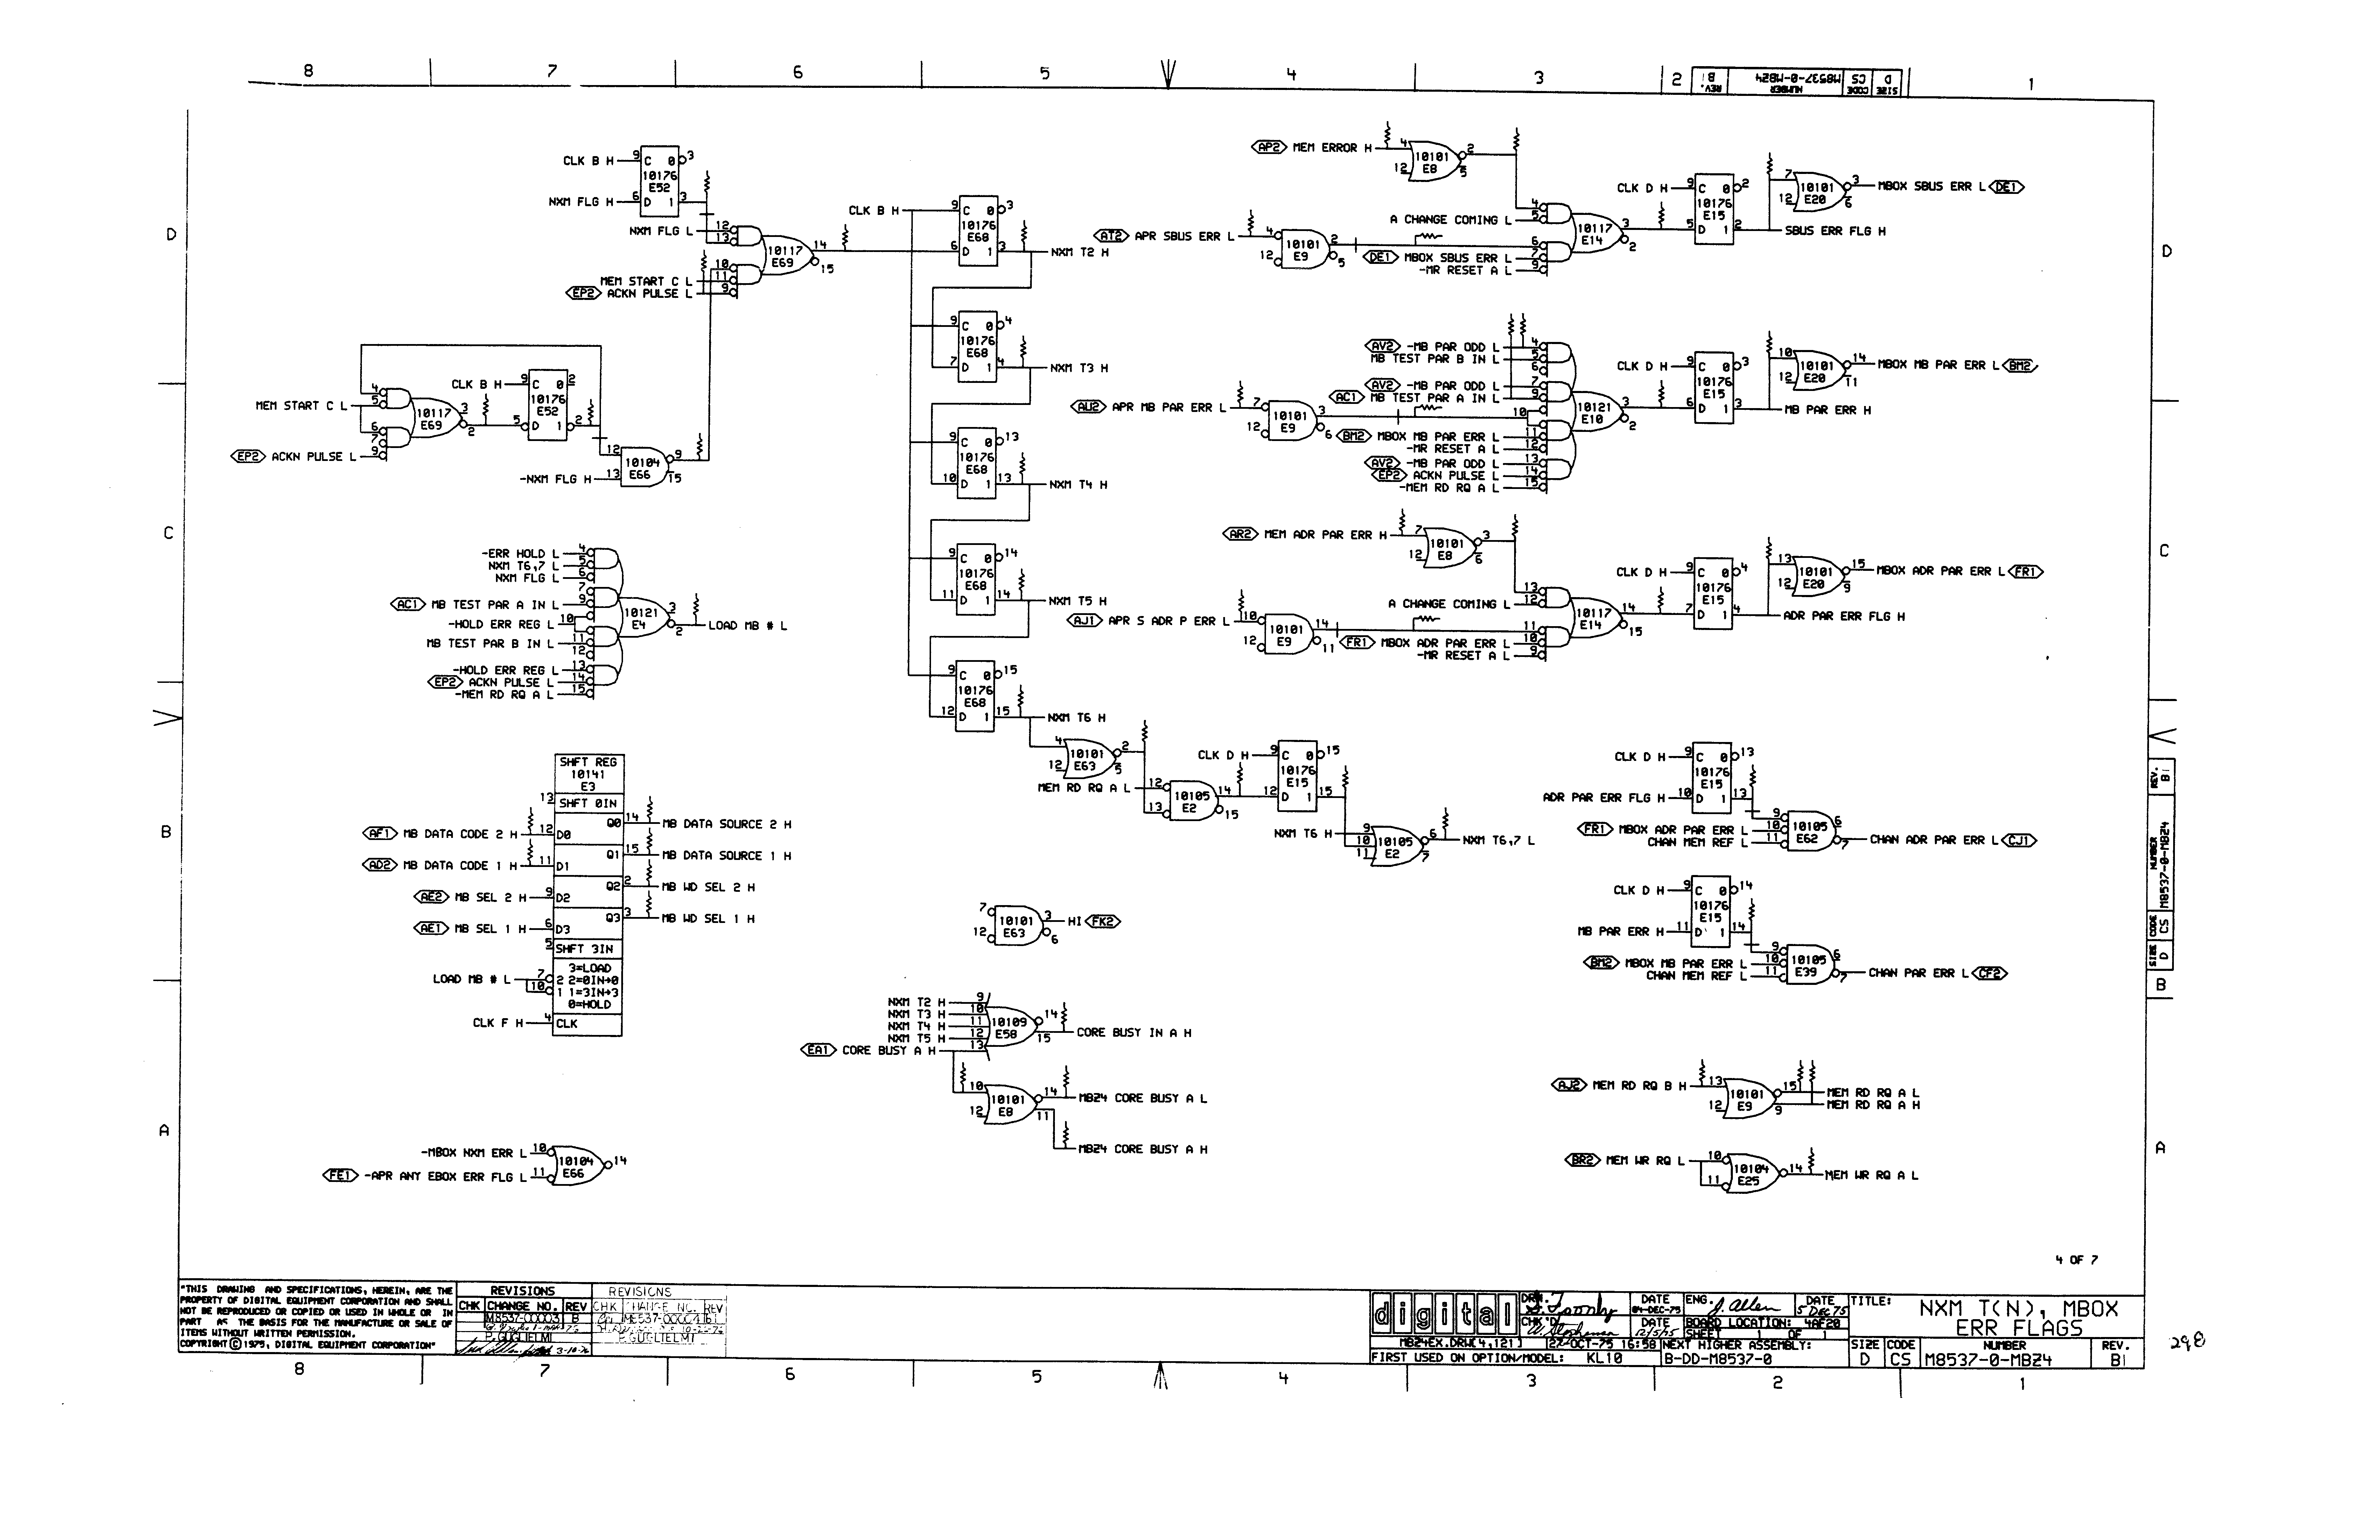 8 7 6 5 4 3 2 1
SIZE CODE NUMBER REV.
D CS M8537-0-MBZ4 B1
CLK B H 9 C 0 3
10176
E52
NXM FLG H 6 D 1 3
NXM FLG L 12
13
10117
E69
14
15
10
MEM START C L 11
EP2 ACKN PULSE L 9
CLK B H 9 C 0 2
10176
E52
5 D 1 2
4
MEM START C L 5
10117
E69
3
2
6
7
EP2 ACKN PULSE L 9
12
10104
E66
9
15
-NXM FLG H 13
-ERR HOLD L 4
NXM T6,7 L 5
NXM FLG L 6
7
AC1 MB TEST PAR A IN L 9
-HOLD ERR REG L 10
MB TEST PAR B IN L 11
12
-HOLD ERR REG L 13
EP2 ACKN PULSE L 14
-MEM RD RQ A L 15
10121
E4
3
2 LOAD MB # L
SHFT REG
10141
E3
13 SHFT 0IN
Q0 14 MB DATA SOURCE 2 H
AF1 MB DATA CODE 2 H 12 D0
Q1 15 MB DATA SOURCE 1 H
AD2 MB DATA CODE 1 H 11 D1
Q2 2 MB WD SEL 2 H
AE2 MB SEL 2 H 9 D2
Q3 3 MB WD SEL 1 H
AE1 MB SEL 1 H 6 D3
5 SHFT 3IN
3=LOAD
LOAD MB # L 7 2 2=0IN→0
10 1 1=3IN→3
0=HOLD
CLK F H 4 CLK
-MBOX NXM ERR L 10
10104
E66
14
FE1 -APR ANY EBOX ERR FLG L 11
CLK B H 9 C 0 3
10176
E68
6 D 1 3 NXM T2 H
9 C 0 4
10176
E68
7 D 1 4 NXM T3 H
9 C 0 13
10176
E68
10 D 1 13 NXM T4 H
9 C 0 14
10176
E68
11 D 1 14 NXM T5 H
9 C 0 15
10176
E68
12 D 1 15 NXM T6 H
4
12
10101
E63
2
5
MEM RD RQ A L 12
13
10105
E2
14
15
CLK D H 9 C 0 15
10176
E15
12 D 1 15
NXM T6 H 9
10
11
10105
E2
6 NXM T6,7 L
7
7
12
10101
E63
3 HI FK2
6
NXM T2 H 9
NXM T3 H 10
NXM T4 H 11
NXM T5 H 12
EA1 CORE BUSY A H 13
10109
E58
14
15 CORE BUSY IN A H
10
12
10101
E8
14 MBZ4 CORE BUSY A L
11
MBZ4 CORE BUSY A H
AP2 MEM ERROR H 4
12
10101
E8
2
5
AT2 APR SBUS ERR L 4
12
10101
E9
2
5
4
A CHANGE COMING L 5
6
DE1 MBOX SBUS ERR L 7
-MR RESET A L 9
10117
E14
3
2
CLK D H 9 C 0 2
10176
E15
5 D 1 2 SBUS ERR FLG H
7
12
10101
E20
3 MBOX SBUS ERR L DE1
6
AV2 -MB PAR ODD L 4
MB TEST PAR B IN L 5
6
AV2 -MB PAR ODD L 7
AC1 MB TEST PAR A IN L 9
AU2 APR MB PAR ERR L 7
12
10101
E9
3
6
10
BM2 MBOX MB PAR ERR L 11
-MR RESET A L 12
AV2 -MB PAR ODD L 13
EP2 ACKN PULSE L 14
-MEM RD RQ A L 15
10121
E10
3
2
CLK D H 9 C 0 3
10176
E15
6 D 1 3 MB PAR ERR H
10
12
10101
E20
14 MBOX MB PAR ERR L BM2
11
AR2 MEM ADR PAR ERR H 7
12
10101
E8
3
6
13
A CHANGE COMING L 12
AJ1 APR S ADR P ERR L 10
12
10101
E9
14
11
11
FR1 MBOX ADR PAR ERR L 10
-MR RESET A L 9
10117
E14
14
15
CLK D H 9 C 0 4
10176
E15
7 D 1 4 ADR PAR ERR FLG H
13
12
10101
E20
15 MBOX ADR PAR ERR L FR1
9
CLK D H 9 C 0 13
10176
E15
ADR PAR ERR FLG H 10 D 1 13
9
FR1 MBOX ADR PAR ERR L 10
CHAN MEM REF L 11
10105
E62
6
7 CHAN ADR PAR ERR L CJ1
CLK D H 9 C 0 14
10176
E15
MB PAR ERR H 11 D 1 14
9
BM2 MBOX MB PAR ERR L 10
CHAN MEM REF L 11
10105
E39
6
7 CHAN PAR ERR L CF2
AJ2 MEM RD RQ B H 13
12
10101
E9
15 MEM RD RQ A L
9 MEM RD RQ A H
BR2 MEM WR RQ L 10
11
10104
E25
14 MEM WR RQ A L
D D
C C
B B
A A
SIZE CODE NUMBER REV.
D CS M8537-0-MBZ4 B1
4 OF 7
"THIS DRAWING AND SPECIFICATIONS, HEREIN, ARE THE
PROPERTY OF DIGITAL EQUIPMENT CORPORATION AND SHALL
NOT BE REPRODUCED OR COPIED OR USED IN WHOLE OR IN
PART AS THE BASIS FOR THE MANUFACTURE OR SALE OF
ITEMS WITHOUT WRITTEN PERMISSION.
COPYRIGHT © 1975, DIGITAL EQUIPMENT CORPORATION"
REVISIONS
CHK CHANGE NO. REV
M8537-00003 B
P. GUGLIELMI
3-10-76
REVISIONS
CHK CHANGE NO. REV
P. GUGLIELMI
digital
DRN. DATE
04-DEC-75
CHK'D DATE
12/5/75
ENG. J. Allen DATE
5 DEC 75
BOARD LOCATION: 4AF20
SHEET 1 OF 1
MBZ4EX.DRW[4,121] 27-OCT-75 16:58 NEXT HIGHER ASSEMBLY:
FIRST USED ON OPTION/MODEL: KL10 B-DD-M8537-0
TITLE: NXM T(N), MBOX
ERR FLAGS
SIZE CODE NUMBER REV.
D CS M8537-0-MBZ4 B1
298
8 7 6 5 4 3 2 1